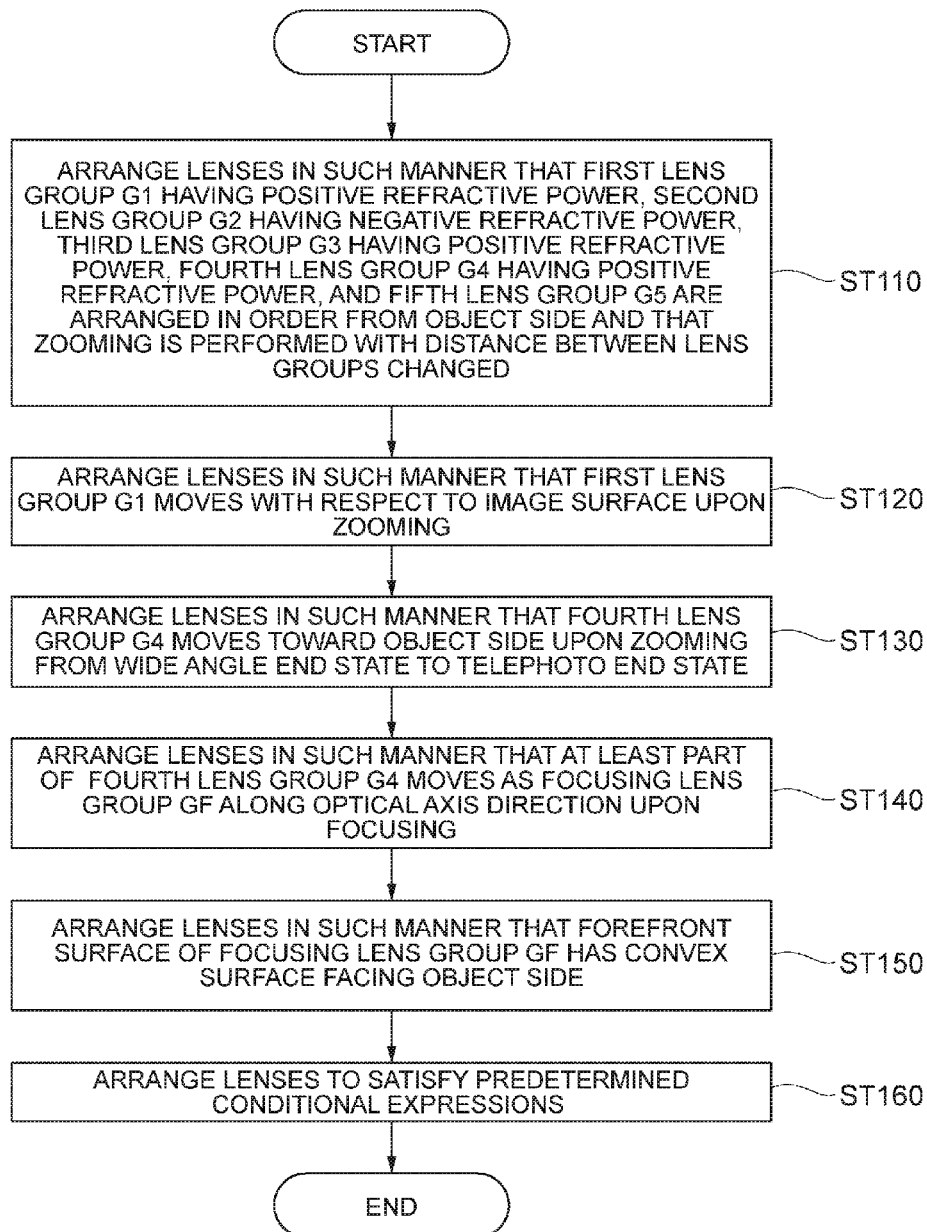 START
ARRANGE LENSES IN SUCH MANNER THAT FIRST LENS
GROUP G1 HAVING POSITIVE REFRACTIVE POWER, SECOND
LENS GROUP G2 HAVING NEGATIVE REFRACTIVE POWER,
THIRD LENS GROUP G3 HAVING POSITIVE REFRACTIVE
POWER, FOURTH LENS GROUP G4 HAVING POSITIVE
REFRACTIVE POWER, AND FIFTH LENS GROUP G5 ARE
ARRANGED IN ORDER FROM OBJECT SIDE AND THAT
ZOOMING IS PERFORMED WITH DISTANCE BETWEEN LENS
GROUPS CHANGED
ST110
ARRANGE LENSES IN SUCH MANNER THAT FIRST LENS
GROUP G1 MOVES WITH RESPECT TO IMAGE SURFACE UPON
ZOOMING
ST120
ARRANGE LENSES IN SUCH MANNER THAT FOURTH LENS
GROUP G4 MOVES TOWARD OBJECT SIDE UPON ZOOMING
FROM WIDE ANGLE END STATE TO TELEPHOTO END STATE
ST130
ARRANGE LENSES IN SUCH MANNER THAT AT LEAST PART
OF FOURTH LENS GROUP G4 MOVES AS FOCUSING LENS
GROUP GF ALONG OPTICAL AXIS DIRECTION UPON
FOCUSING
ST140
ARRANGE LENSES IN SUCH MANNER THAT FOREFRONT
SURFACE OF FOCUSING LENS GROUP GF HAS CONVEX
SURFACE FACING OBJECT SIDE
ST150
ARRANGE LENSES TO SATISFY PREDETERMINED
CONDITIONAL EXPRESSIONS
ST160
END